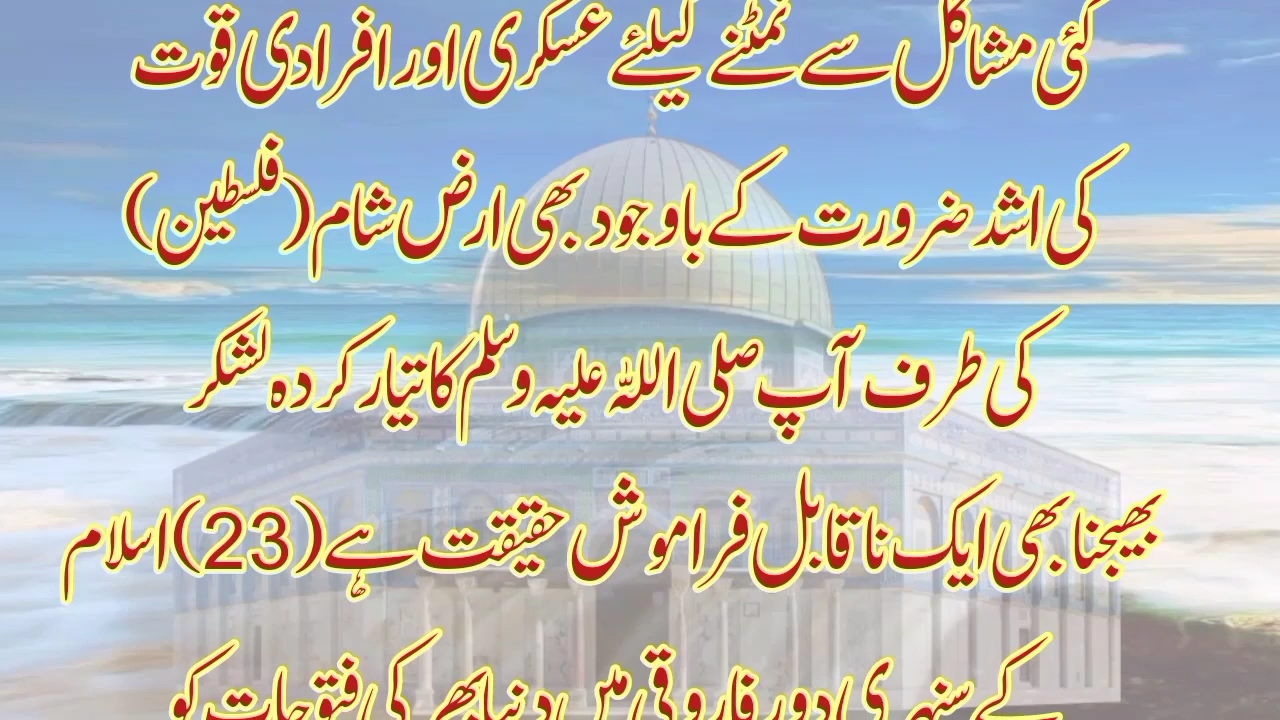 کئی مشاکل سے نمٹنے کیلئے عسکری اور افرادی قوت
کی اشد ضرورت کے باوجود بھی ارض شام (فلسطین)
کی طرف آپ صلی اللہ علیہ وسلم کا تیار کردہ لشکر
بھیجنا بھی ایک ناقابل فراموش حقیقت ہے (23) اسلام
کے سنہری دور فاروقی میں دنیا بھر کی فتوحات کو